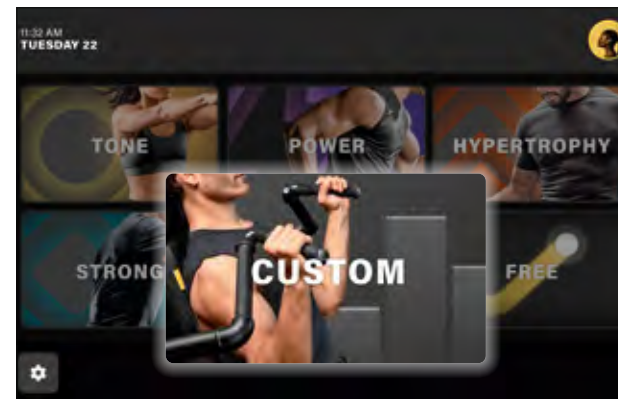 11:32 AM
TUESDAY 22
TONE
POWER
HYPERTROPHY
STRONG
CUSTOM
FREE